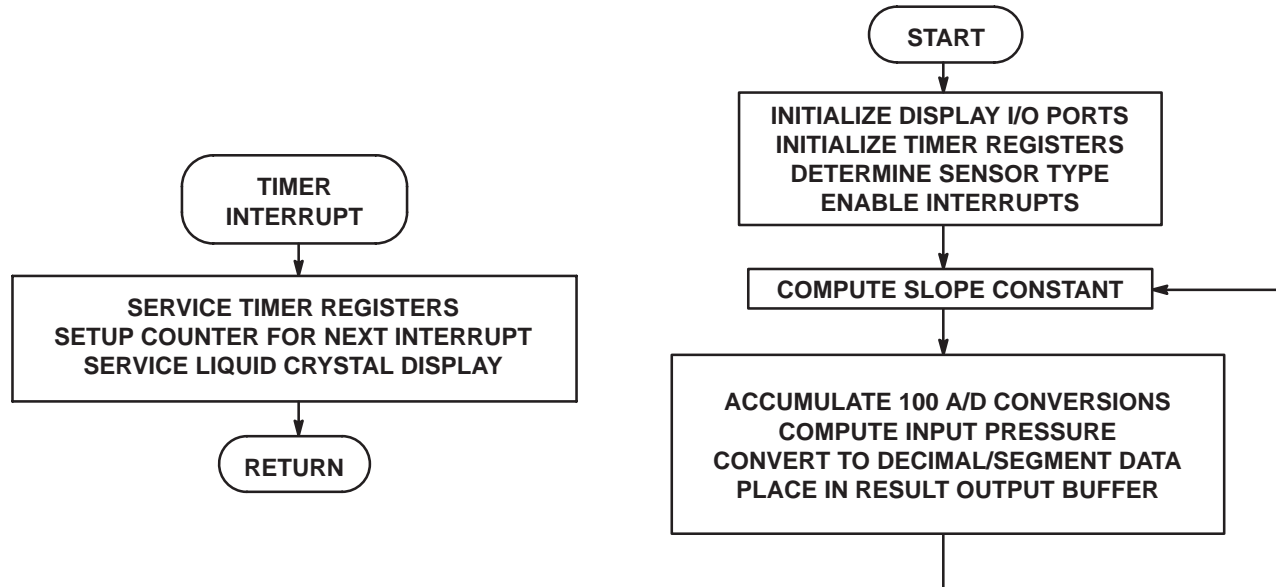 TIMER
INTERRUPT
SERVICE TIMER REGISTERS
SETUP COUNTER FOR NEXT INTERRUPT
SERVICE LIQUID CRYSTAL DISPLAY
RETURN
START
INITIALIZE DISPLAY I/O PORTS
INITIALIZE TIMER REGISTERS
DETERMINE SENSOR TYPE
ENABLE INTERRUPTS
COMPUTE SLOPE CONSTANT
ACCUMULATE 100 A/D CONVERSIONS
COMPUTE INPUT PRESSURE
CONVERT TO DECIMAL/SEGMENT DATA
PLACE IN RESULT OUTPUT BUFFER